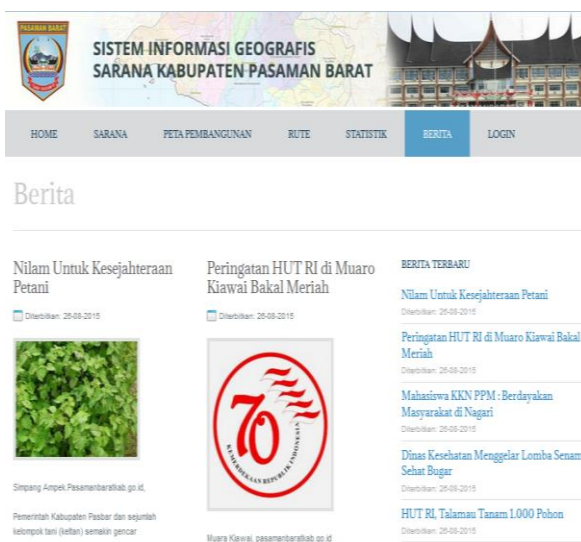 PASAMAN BARAT
SISTEM INFORMASI GEOGRAFIS
SARANA KABUPATEN PASAMAN BARAT
HOME SARANA PETA PEMBANGUNAN RUTE STATISTIK BERITA LOGIN
Berita
Nilam Untuk Kesejahteraan
Petani
Diterbitkan: 26-08-2015
Simpang Ampek,Pasamanbaratkab.go.id,
Pemerintah Kabupaten Pasbar dan sejumlah
kelompok tani (keltan) semakin gencar
Peringatan HUT RI di Muaro
Kiawai Bakal Meriah
Diterbitkan: 26-08-2015
70
KEMERDEKAAN REPUBLIK INDONESIA
Muara Kiawai, pasamanbaratkab.go.id
BERITA TERBARU
Nilam Untuk Kesejahteraan Petani
Diterbitkan: 26-08-2015
Peringatan HUT RI di Muaro Kiawai Bakal
Meriah
Diterbitkan: 26-08-2015
Mahasiswa KKN PPM : Berdayakan
Masyarakat di Nagari
Diterbitkan: 26-08-2015
Dinas Kesehatan Menggelar Lomba Senam
Sehat Bugar
Diterbitkan: 26-08-2015
HUT RI, Talamau Tanam 1.000 Pohon
Diterbitkan: 26-08-2015